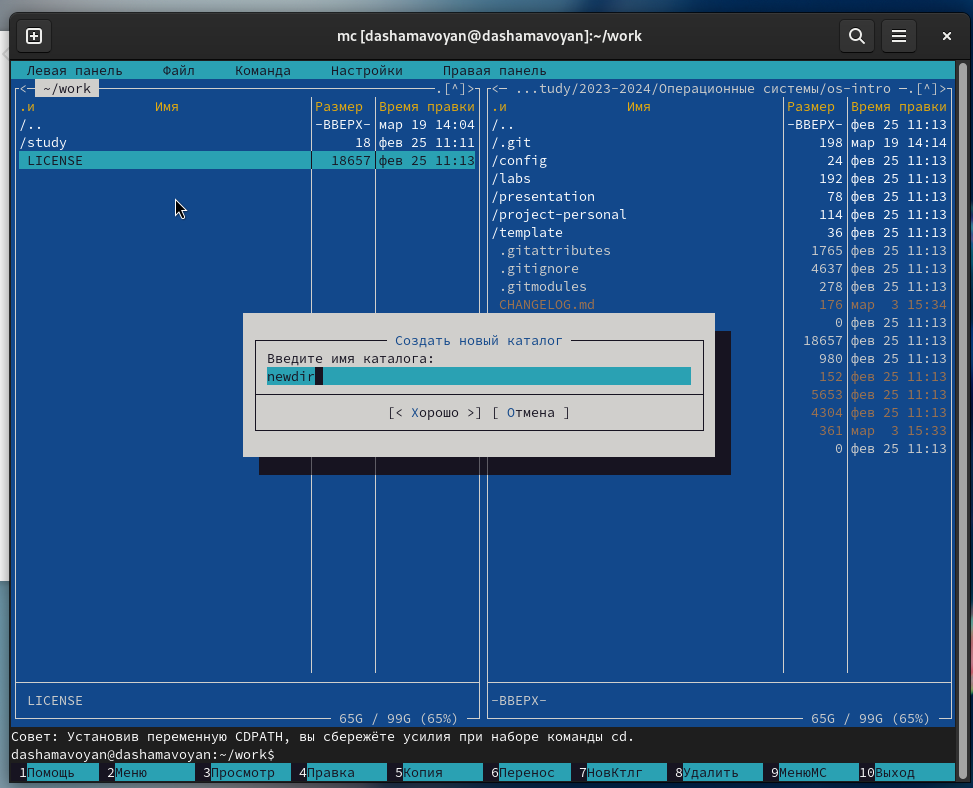 mc [dashamavoyan@dashamavoyan]:~/work
Левая панель Файл Команда Настройки Правая панель
<─ ~/work .[^]>
.и Имя Размер Время правки
/.. -ВВЕРХ- мар 19 14:04
/study 18 фев 25 11:11
LICENSE 18657 фев 25 11:13
<─ ...tudy/2023-2024/Операционные системы/os-intro ─.[^]>
.и Имя Размер Время правки
/.. -ВВЕРХ- фев 25 11:13
/.git 198 мар 19 14:14
/config 24 фев 25 11:13
/labs 192 фев 25 11:13
/presentation 78 фев 25 11:13
/project-personal 114 фев 25 11:13
/template 36 фев 25 11:13
.gitattributes 1765 фев 25 11:13
.gitignore 4637 фев 25 11:13
.gitmodules 278 фев 25 11:13
CHANGELOG.md 176 мар 3 15:34
0 фев 25 11:13
18657 фев 25 11:13
980 фев 25 11:13
152 фев 25 11:13
5653 фев 25 11:13
4304 фев 25 11:13
361 мар 3 15:33
0 фев 25 11:13
Создать новый каталог
Введите имя каталога:
newdir
[< Хорошо >] [ Отмена ]
LICENSE
65G / 99G (65%)
-ВВЕРХ-
65G / 99G (65%)
Совет: Установив переменную CDPATH, вы сбережёте усилия при наборе команды cd.
dashamavoyan@dashamavoyan:~/work$
1Помощь 2Меню 3Просмотр 4Правка 5Копия 6Перенос 7НовКтлг 8Удалить 9МенюМС 10Выход